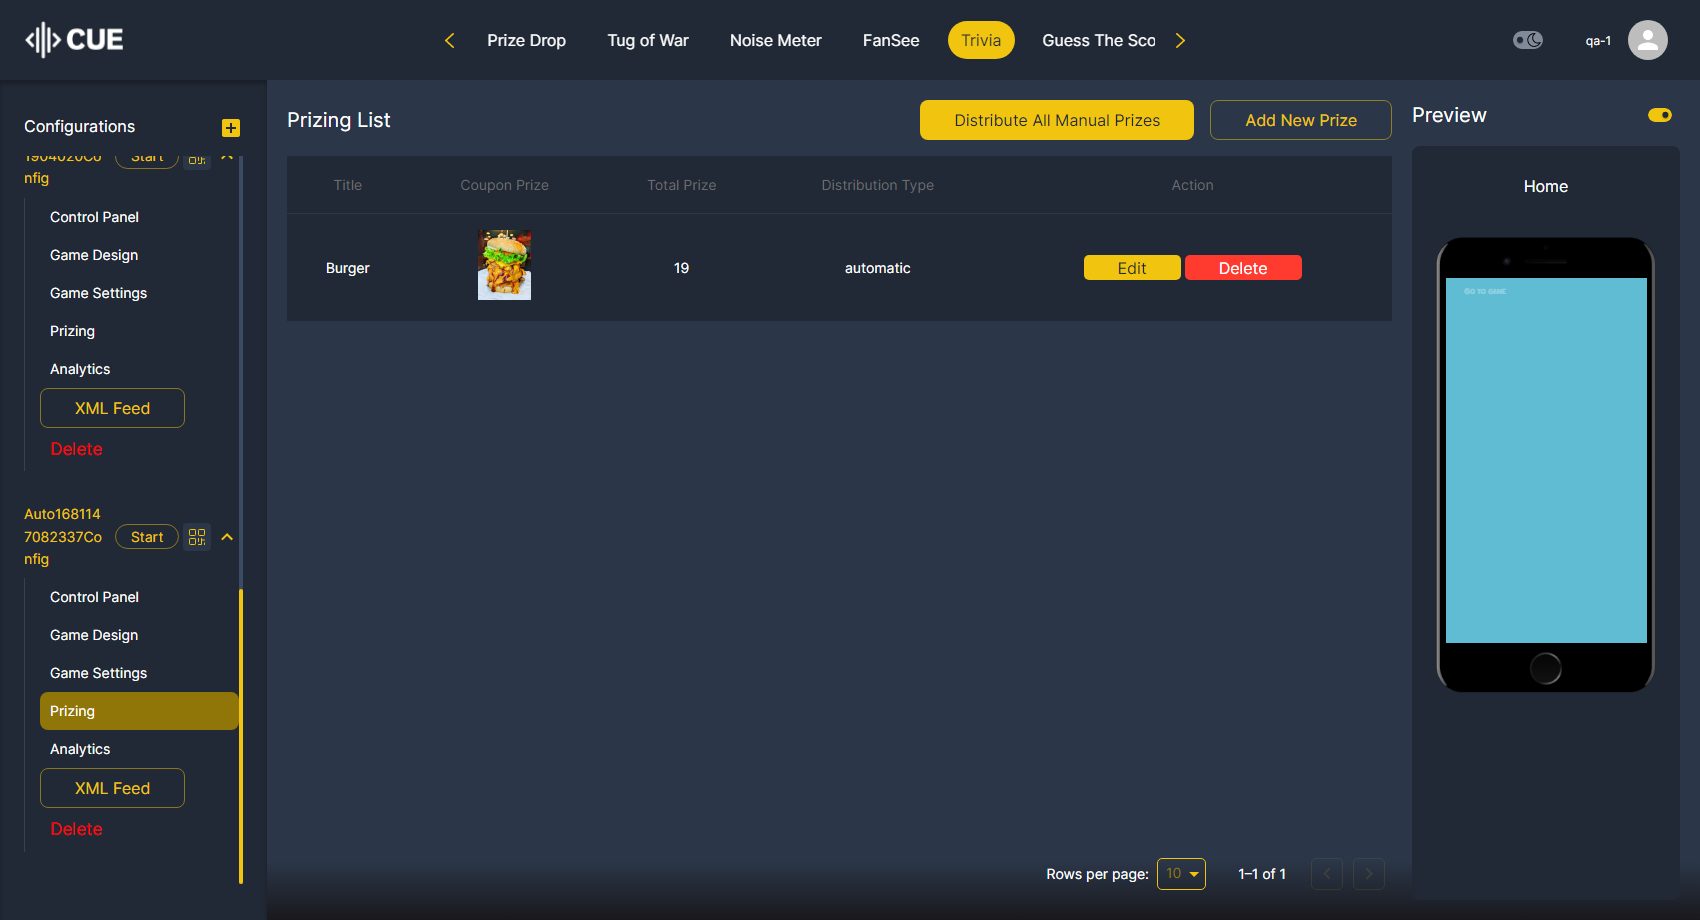 CUE
Prize Drop
Tug of War
Noise Meter
FanSee
Trivia
Guess The Sco
qa-1
Configurations
1904020Co
nfig
Start
Control Panel
Game Design
Game Settings
Prizing
Analytics
XML Feed
Delete
Auto168114
7082337Co
nfig
Start
Control Panel
Game Design
Game Settings
Prizing
Analytics
XML Feed
Delete
Prizing List
Distribute All Manual Prizes
Add New Prize
Title
Coupon Prize
Total Prize
Distribution Type
Action
Burger
19
automatic
Edit
Delete
Rows per page:
10
1–1 of 1
Preview
Home
GO TO GAME